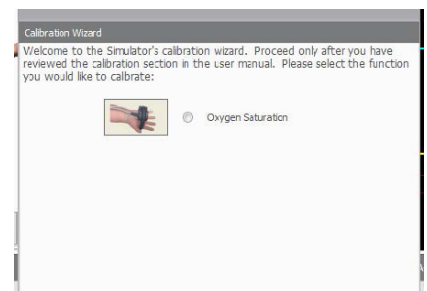 Calibration Wizard
Welcome to the Simulator's calibration wizard. Proceed only after you have
reviewed the calibration section in the user manual. Please select the function
you would like to calibrate:
Oxygen Saturation